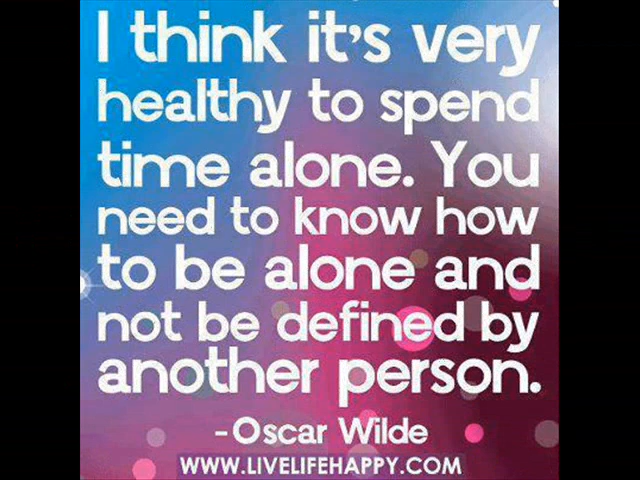 I think it's very
healthy to spend
time alone. You
need to know how
to be alone and
not be defined by
another person.
-Oscar Wilde
WWW.LIVELIFEHAPPY.COM